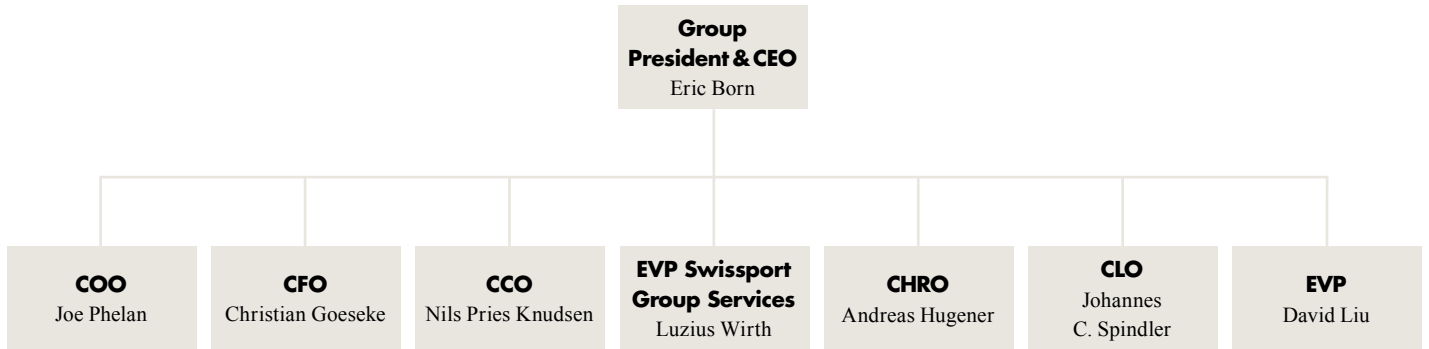 Group
President & CEO
Eric Born
COO
Joe Phelan
CFO
Christian Goeseke
CCO
Nils Pries Knudsen
EVP Swissport
Group Services
Luzius Wirth
CHRO
Andreas Hugener
CLO
Johannes
C. Spindler
EVP
David Liu